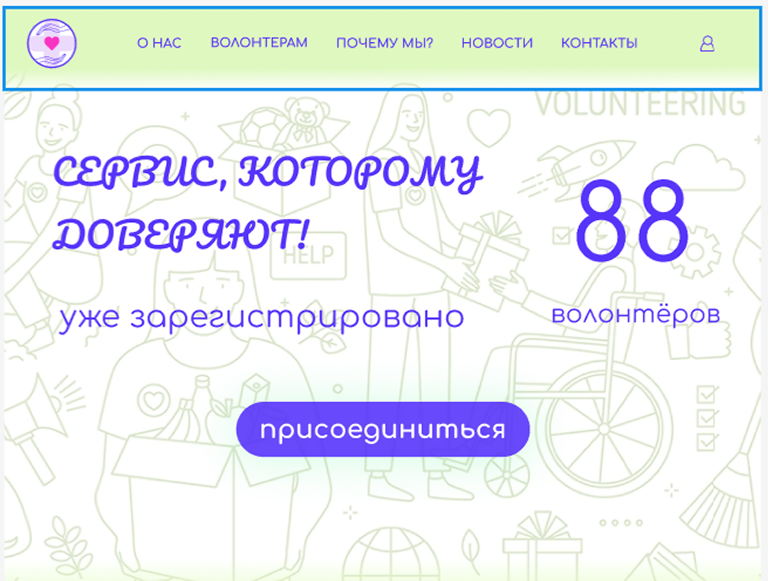 О НАС ВОЛОНТЕРАМ ПОЧЕМУ МЫ? НОВОСТИ КОНТАКТЫ
VOLUNTEERING
СЕРВИС, КОТОРОМУ
ДОВЕРЯЮТ!
88
HELP
уже зарегистрировано
волонтёров
присоединиться